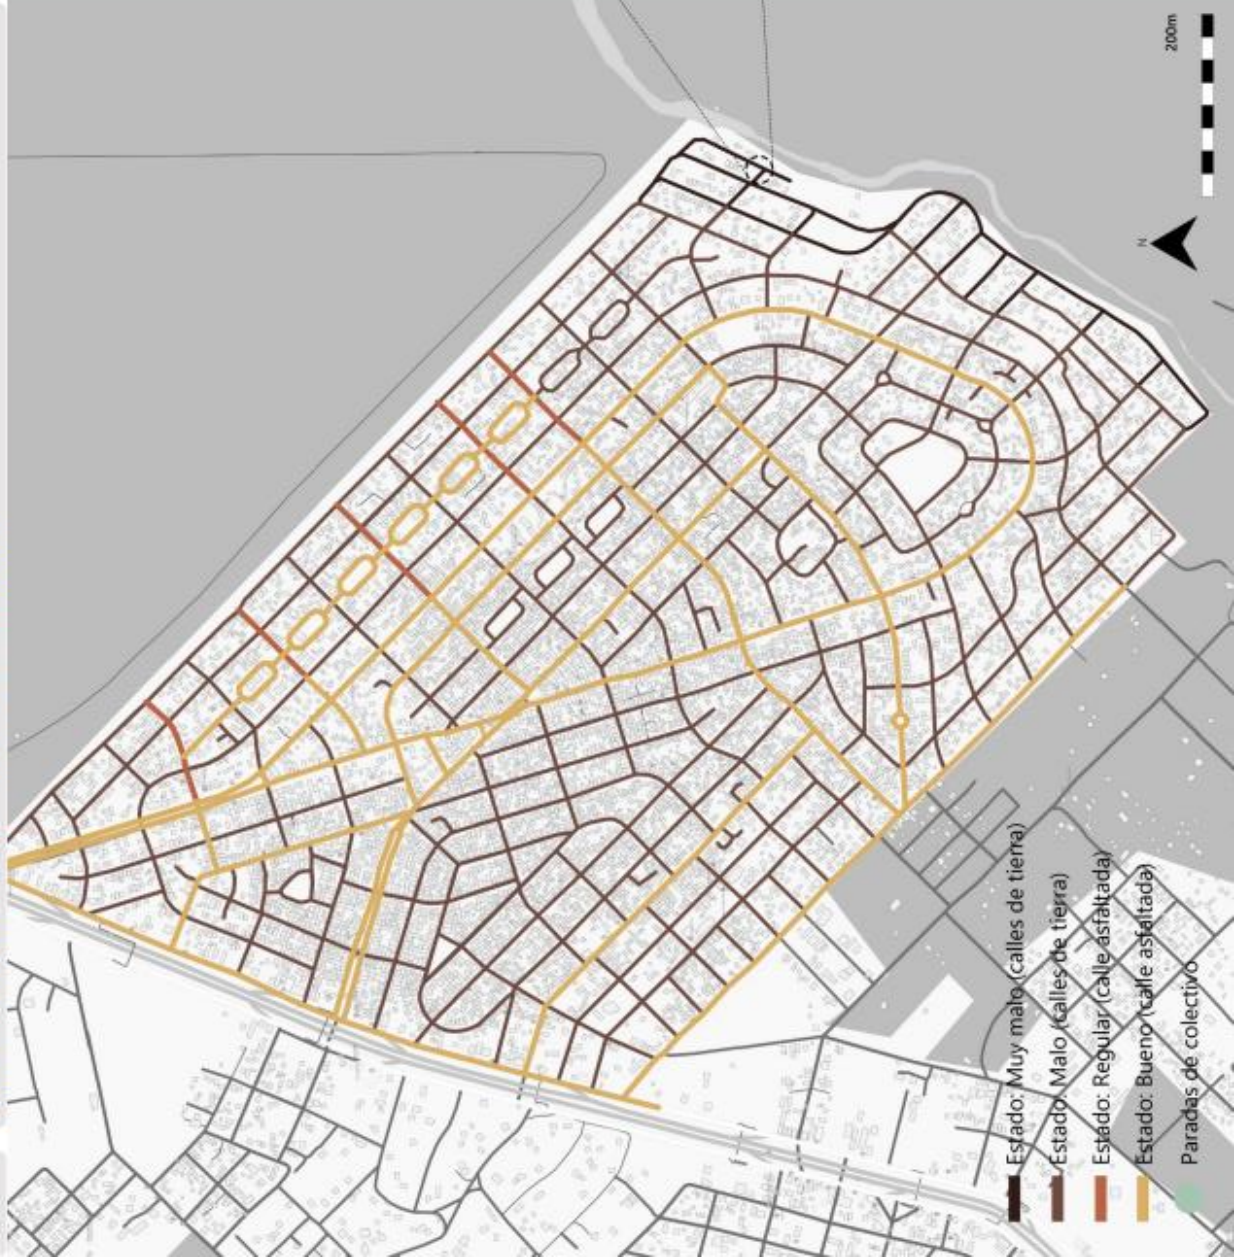 200m
N
Estado: Muy malo (calles de tierra)
Estado: Malo (calles de tierra)
Estado: Regular (Calle asfaltada)
Estado: Bueno (calle asfaltada)
Paradas de colectivo